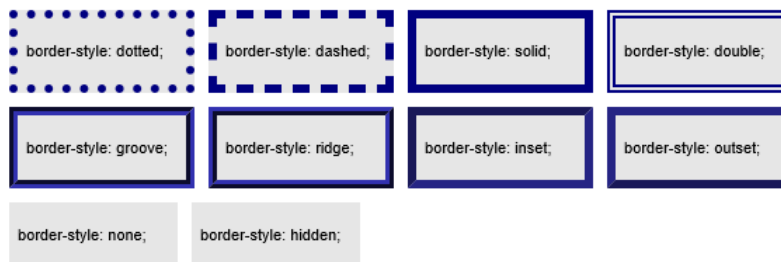 border-style: dotted;
border-style: dashed;
border-style: solid;
border-style: double;
border-style: groove;
border-style: ridge;
border-style: inset;
border-style: outset;
border-style: none;
border-style: hidden;